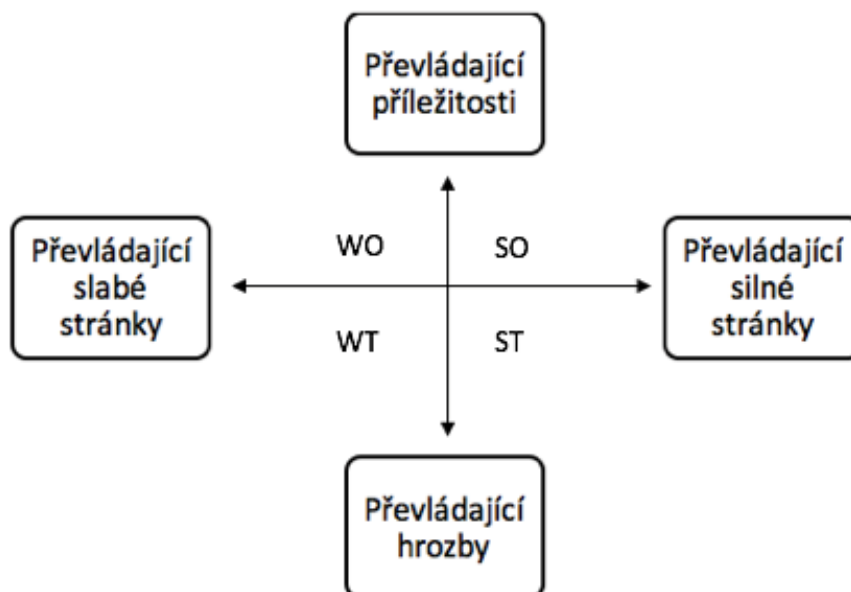 Převládající
příležitosti
WO
SO
Převládající
slabé
stránky
Převládající
silné
stránky
WT
ST
Převládající
hrozby